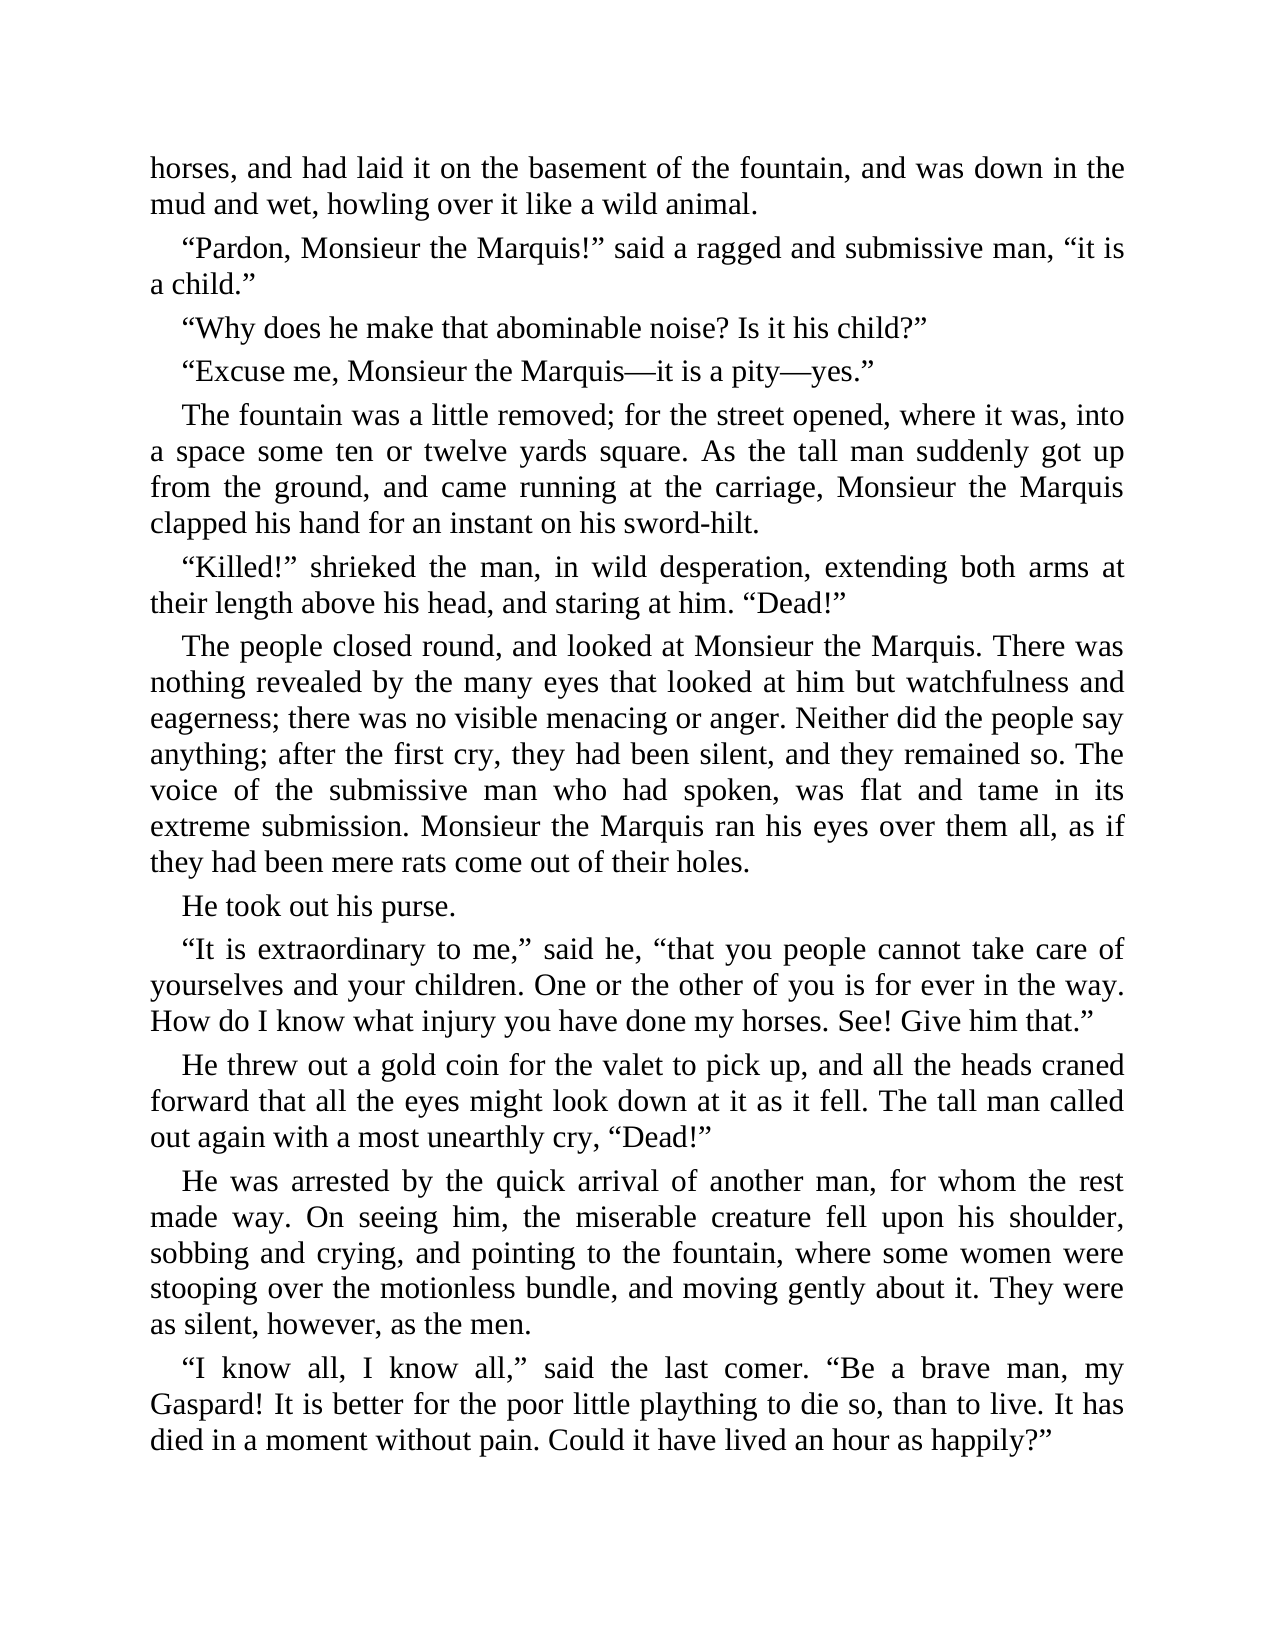 horses, and had laid it on the basement of the fountain, and was down in the
mud and wet, howling over it like a wild animal.
“Pardon, Monsieur the Marquis!” said a ragged and submissive man, “it is
a child.”
“Why does he make that abominable noise? Is it his child?”
“Excuse me, Monsieur the Marquis—it is a pity—yes.”
The fountain was a little removed; for the street opened, where it was, into
a space some ten or twelve yards square. As the tall man suddenly got up
from the ground, and came running at the carriage, Monsieur the Marquis
clapped his hand for an instant on his sword-hilt.
“Killed!” shrieked the man, in wild desperation, extending both arms at
their length above his head, and staring at him. “Dead!”
The people closed round, and looked at Monsieur the Marquis. There was
nothing revealed by the many eyes that looked at him but watchfulness and
eagerness; there was no visible menacing or anger. Neither did the people say
anything; after the first cry, they had been silent, and they remained so. The
voice of the submissive man who had spoken, was flat and tame in its
extreme submission. Monsieur the Marquis ran his eyes over them all, as if
they had been mere rats come out of their holes.
He took out his purse.
“It is extraordinary to me,” said he, “that you people cannot take care of
yourselves and your children. One or the other of you is for ever in the way.
How do I know what injury you have done my horses. See! Give him that.”
He threw out a gold coin for the valet to pick up, and all the heads craned
forward that all the eyes might look down at it as it fell. The tall man called
out again with a most unearthly cry, “Dead!”
He was arrested by the quick arrival of another man, for whom the rest
made way. On seeing him, the miserable creature fell upon his shoulder,
sobbing and crying, and pointing to the fountain, where some women were
stooping over the motionless bundle, and moving gently about it. They were
as silent, however, as the men.
“I know all, I know all,” said the last comer. “Be a brave man, my
Gaspard! It is better for the poor little plaything to die so, than to live. It has
died in a moment without pain. Could it have lived an hour as happily?”